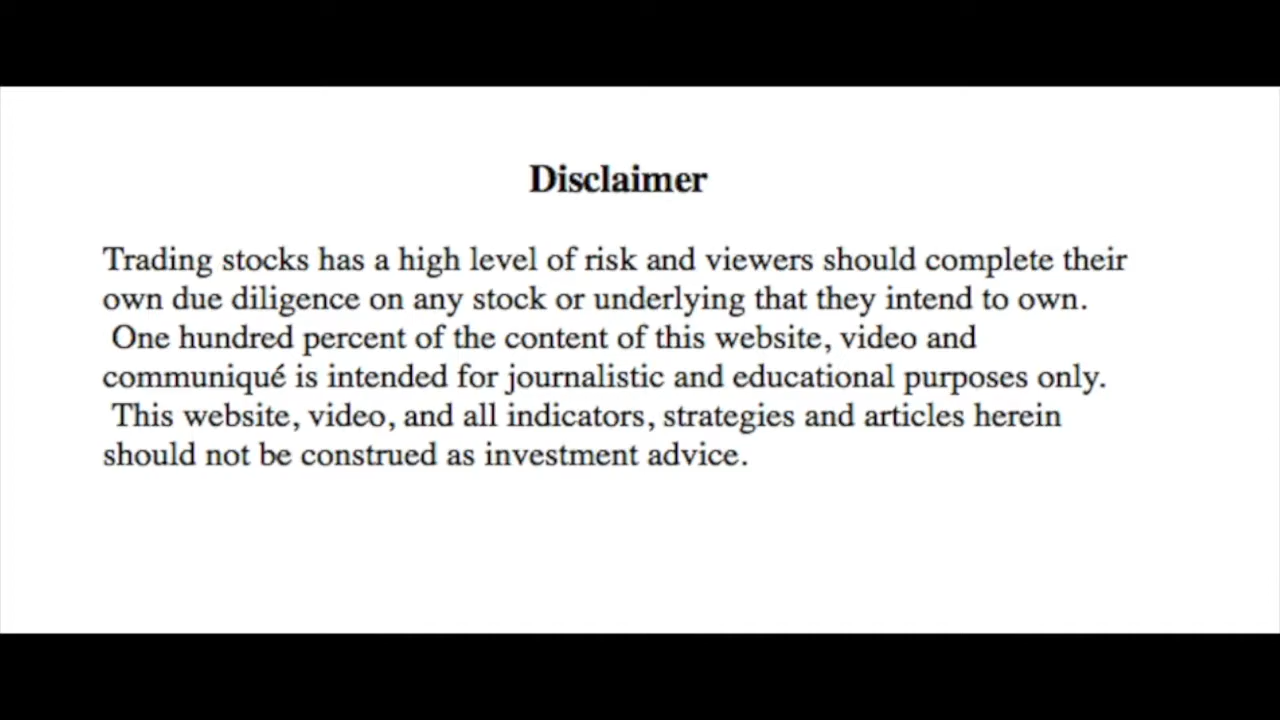 Disclaimer
Trading stocks has a high level of risk and viewers should complete their
own due diligence on any stock or underlying that they intend to own.
One hundred percent of the content of this website, video and
communiqué is intended for journalistic and educational purposes only.
This website, video, and all indicators, strategies and articles herein
should not be construed as investment advice.